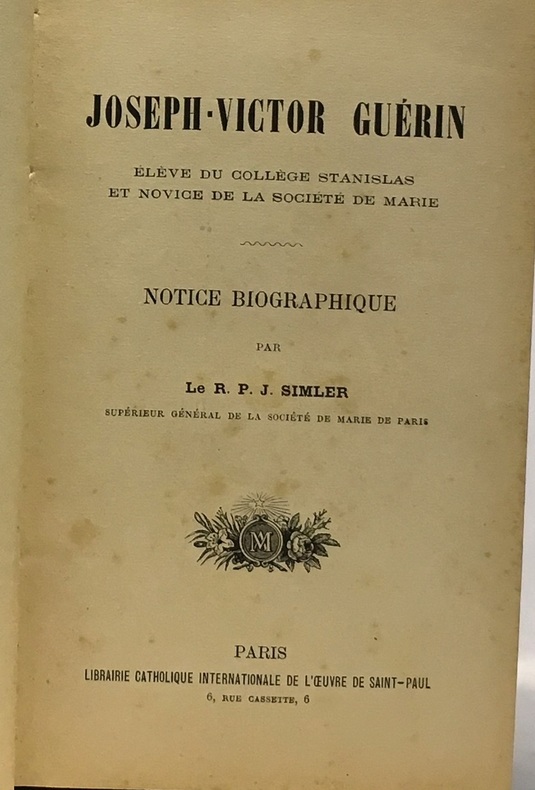 JOSEPH-VICTOR GUÉRIN
ÉLÈVE DU COLLÈGE STANISLAS
ET NOVICE DE LA SOCIÉTÉ DE MARIE
NOTICE BIOGRAPHIQUE
PAR
Le R. P. J. SIMLER
SUPÉRIEUR GÉNÉRAL DE LA SOCIÉTÉ DE MARIE DE PARIS
AM
PARIS
LIBRAIRIE CATHOLIQUE INTERNATIONALE DE L'ŒUVRE DE SAINT-PAUL
6, RUE CASSETTE, 6